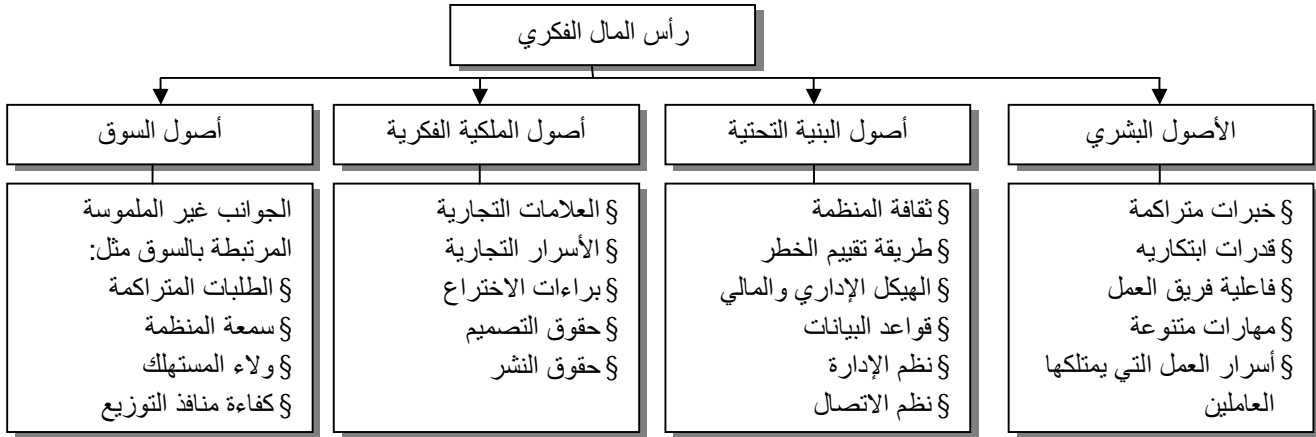 رأس المال الفكري
الأصول البشري
§ خبرات متراكمة
§ قدرات ابتكاريه
§ فاعلية فريق العمل
§ مهارات متنوعة
§ أسرار العمل التي يمتلكها
العاملين
أصول البنية التحتية
§ ثقافة المنظمة
§ طريقة تقييم الخطر
§ الهيكل الإداري والمالي
§ قواعد البيانات
§ نظم الإدارة
§ نظم الاتصال
أصول الملكية الفكرية
§ العلامات التجارية
§ الأسرار التجارية
§ براءات الاختراع
§ حقوق التصميم
§ حقوق النشر
أصول السوق
الجوانب غير الملموسة
المرتبطة بالسوق مثل:
§ الطلبات المتراكمة
§ سمعة المنظمة
§ ولاء المستهلك
§ كفاءة منافذ التوزيع